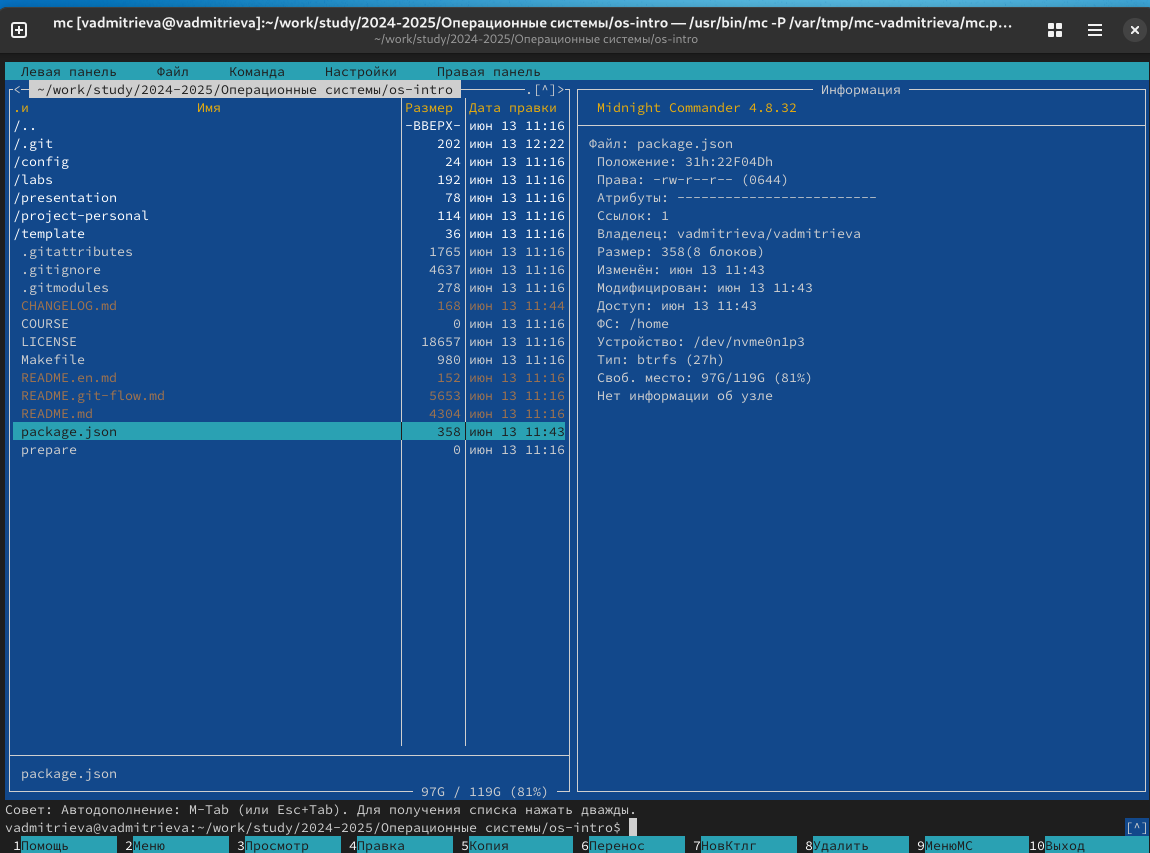 mc [vadmitrieva@vadmitrieva]:~/work/study/2024-2025/Операционные системы/os-intro — /usr/bin/mc -P /var/tmp/mc-vadmitrieva/mc.p…
~/work/study/2024-2025/Операционные системы/os-intro
Левая панель Файл Команда Настройки Правая панель
<— ~/work/study/2024-2025/Операционные системы/os-intro .[^]>
.и Имя Размер Дата правки
/.. -ВВЕРХ- июн 13 11:16
/.git 202 июн 13 12:22
/config 24 июн 13 11:16
/labs 192 июн 13 11:16
/presentation 78 июн 13 11:16
/project-personal 114 июн 13 11:16
/template 36 июн 13 11:16
.gitattributes 1765 июн 13 11:16
.gitignore 4637 июн 13 11:16
.gitmodules 278 июн 13 11:16
CHANGELOG.md 168 июн 13 11:44
COURSE 0 июн 13 11:16
LICENSE 18657 июн 13 11:16
Makefile 980 июн 13 11:16
README.en.md 152 июн 13 11:16
README.git-flow.md 5653 июн 13 11:16
README.md 4304 июн 13 11:16
package.json 358 июн 13 11:43
prepare 0 июн 13 11:16
package.json
97G / 119G (81%)
Информация
Midnight Commander 4.8.32
Файл: package.json
Положение: 31h:22F04Dh
Права: -rw-r--r-- (0644)
Атрибуты: -------------------------
Ссылок: 1
Владелец: vadmitrieva/vadmitrieva
Размер: 358(8 блоков)
Изменён: июн 13 11:43
Модифицирован: июн 13 11:43
Доступ: июн 13 11:43
ФС: /home
Устройство: /dev/nvme0n1p3
Тип: btrfs (27h)
Своб. место: 97G/119G (81%)
Нет информации об узле
Совет: Автодополнение: M-Tab (или Esc+Tab). Для получения списка нажать дважды.
vadmitrieva@vadmitrieva:~/work/study/2024-2025/Операционные системы/os-intro$ [^]
1Помощь 2Меню 3Просмотр 4Правка 5Копия 6Перенос 7НовКтлг 8Удалить 9МенюMC 10Выход